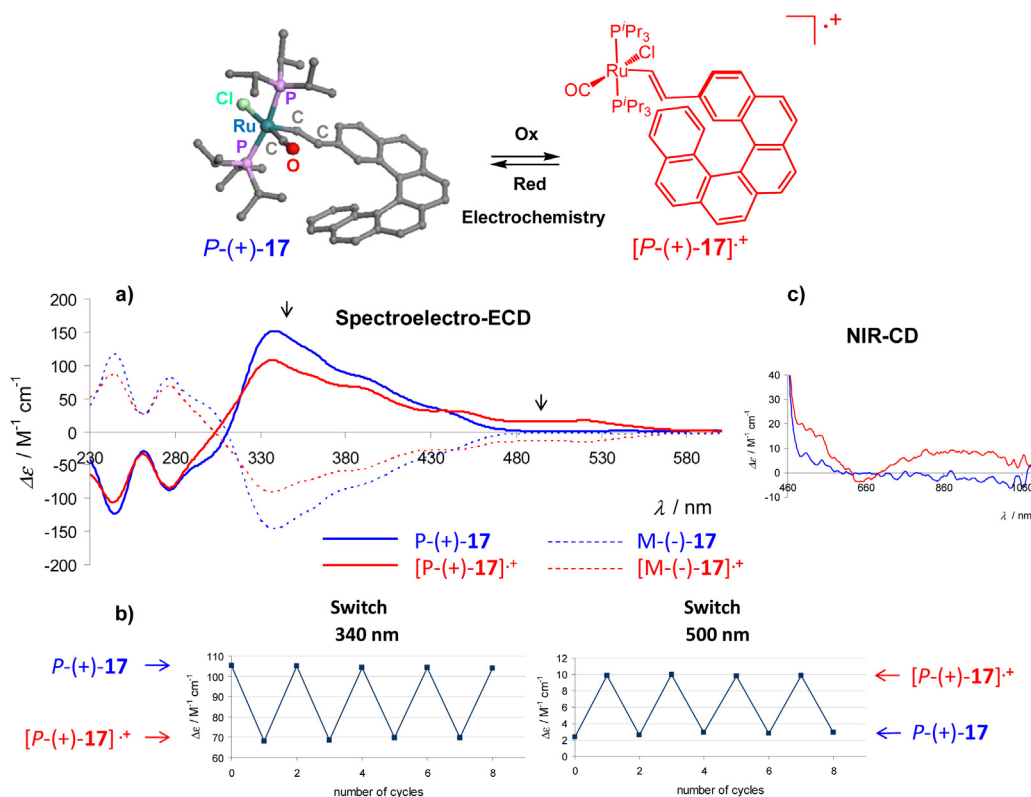 PⁱPr₃
Cl
Ru
OC
PⁱPr₃
·+
Cl
P
Ru
C
C
P
C
O
Ox
Red
Electrochemistry
P-(+)-17
[P-(+)-17]·+
a)
Spectroelectro-ECD
200
150
100
50
0
-50
-100
-150
-200
230
280
330
380
430
480
530
580
Δε / M⁻¹ cm⁻¹
λ / nm
P-(+)-17
M-(-)-17
[P-(+)-17]·+
[M-(-)-17]·+
c)
NIR-CD
40
30
20
10
0
-10
460
660
860
1060
Δε / M⁻¹ cm⁻¹
λ / nm
b)
Switch
340 nm
P-(+)-17
[P-(+)-17]·+
Δε / M⁻¹ cm⁻¹
110
100
90
80
70
60
0 2 4 6 8
number of cycles
Switch
500 nm
Δε / M⁻¹ cm⁻¹
12
10
8
6
4
2
0
0 2 4 6 8
number of cycles
[P-(+)-17]·+
P-(+)-17